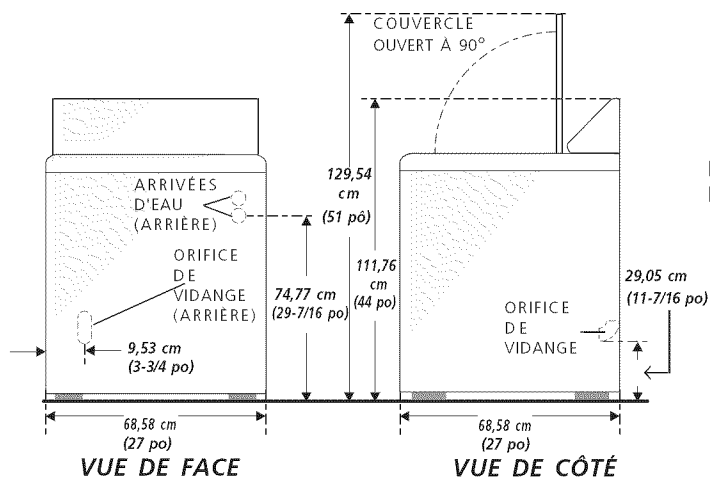 COUVERCLE
OUVERT À 90°
ARRIVÉES
D'EAU
(ARRIÈRE)
ORIFICE
DE
VIDANGE
(ARRIÈRE)
9,53 cm
(3-3/4 po)
74,77 cm
(29-7/16 po)
129,54
cm
(51 pô)
111,76
cm
(44 po)
ORIFICE
DE
VIDANGE
29,05 cm
(11-7/16 po)
68,58 cm
(27 po)
VUE DE FACE
68,58 cm
(27 po)
VUE DE CÔTÉ